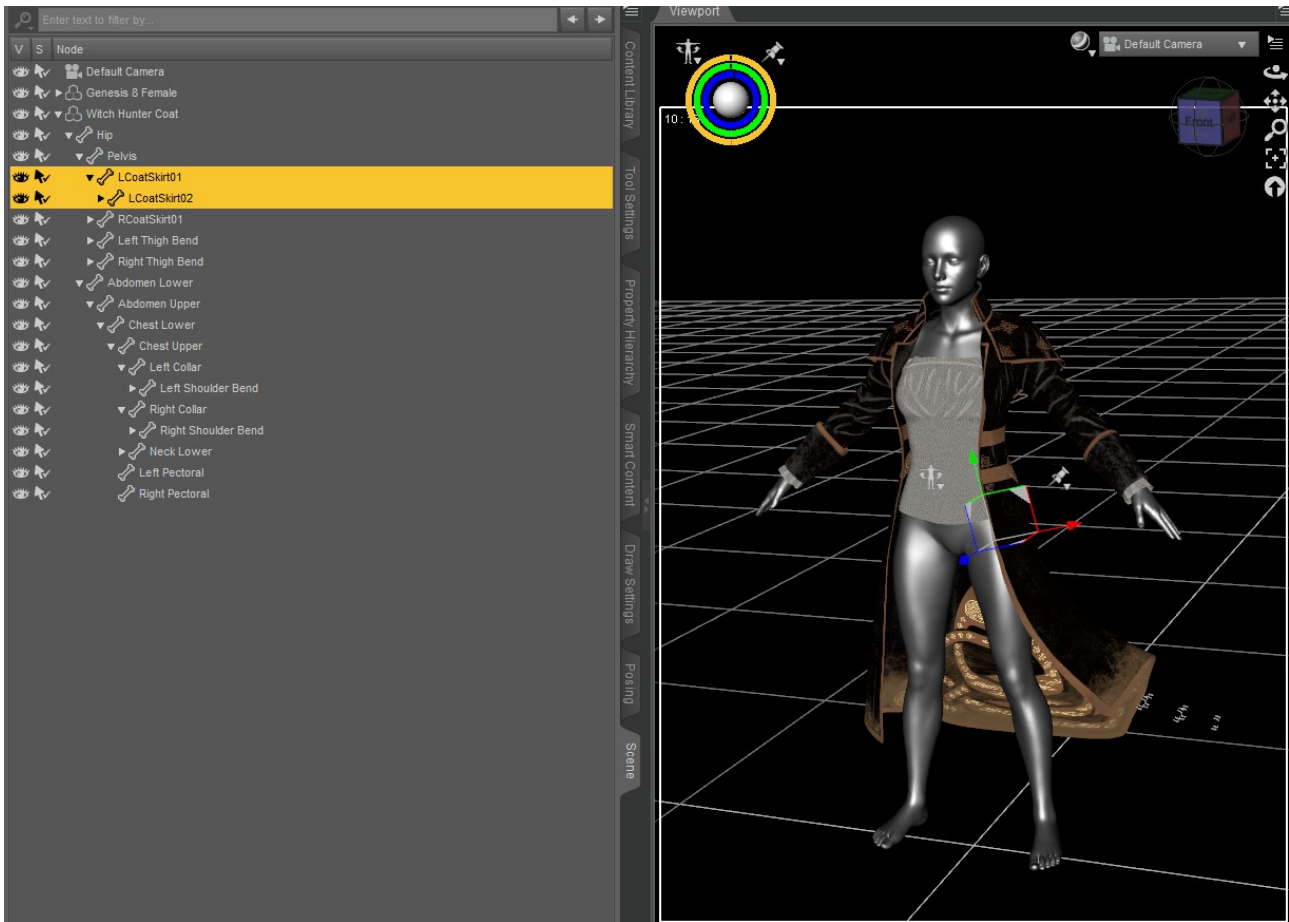 Enter text to filter by...
V S Node
Default Camera
Genesis 8 Female
Witch Hunter Coat
Hip
Pelvis
LCoatSkirt01
LCoatSkirt02
RCoatSkirt01
Left Thigh Bend
Right Thigh Bend
Abdomen Lower
Abdomen Upper
Chest Lower
Chest Upper
Left Collar
Left Shoulder Bend
Right Collar
Right Shoulder Bend
Neck Lower
Left Pectoral
Right Pectoral
Content Library
Tool Settings
Property Hierarchy
Smart Content
Draw Settings
Posing
Scene
Viewport
Default Camera
Front